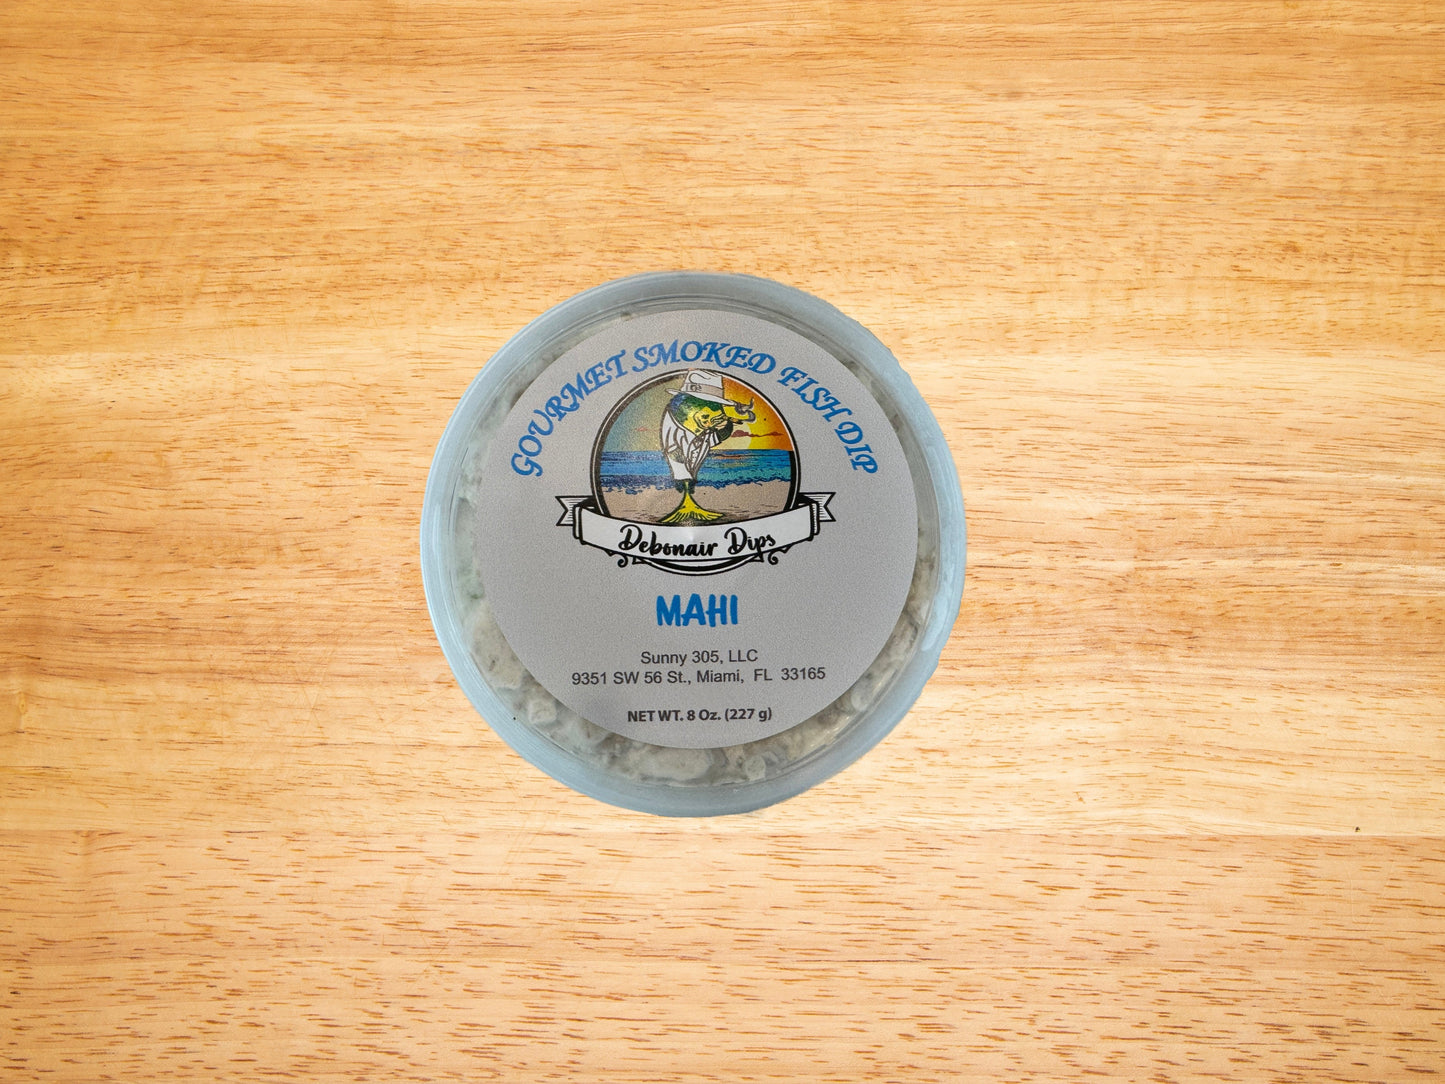 GOURMET SMOKED FISH DIP
Debonair Dips
MAHI
Sunny 305, LLC
9351 SW 56 St., Miami, FL 33165
NET WT. 8 Oz. (227 g)